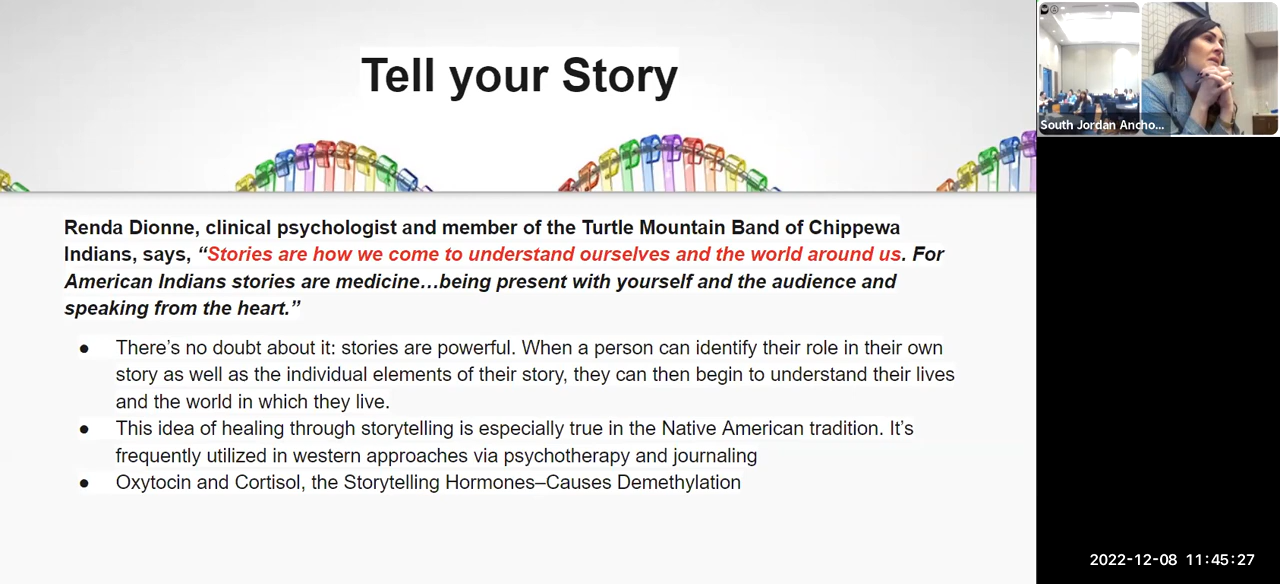 Tell your Story
South Jordan Ancho...
Renda Dionne, clinical psychologist and member of the Turtle Mountain Band of Chippewa
Indians, says, “Stories are how we come to understand ourselves and the world around us. For
American Indians stories are medicine…being present with yourself and the audience and
speaking from the heart.”
● There’s no doubt about it: stories are powerful. When a person can identify their role in their own
story as well as the individual elements of their story, they can then begin to understand their lives
and the world in which they live.
● This idea of healing through storytelling is especially true in the Native American tradition. It’s
frequently utilized in western approaches via psychotherapy and journaling
● Oxytocin and Cortisol, the Storytelling Hormones–Causes Demethylation
2022-12-08 11:45:27